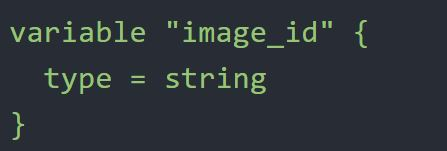 variable "image_id" {
  type = string
}